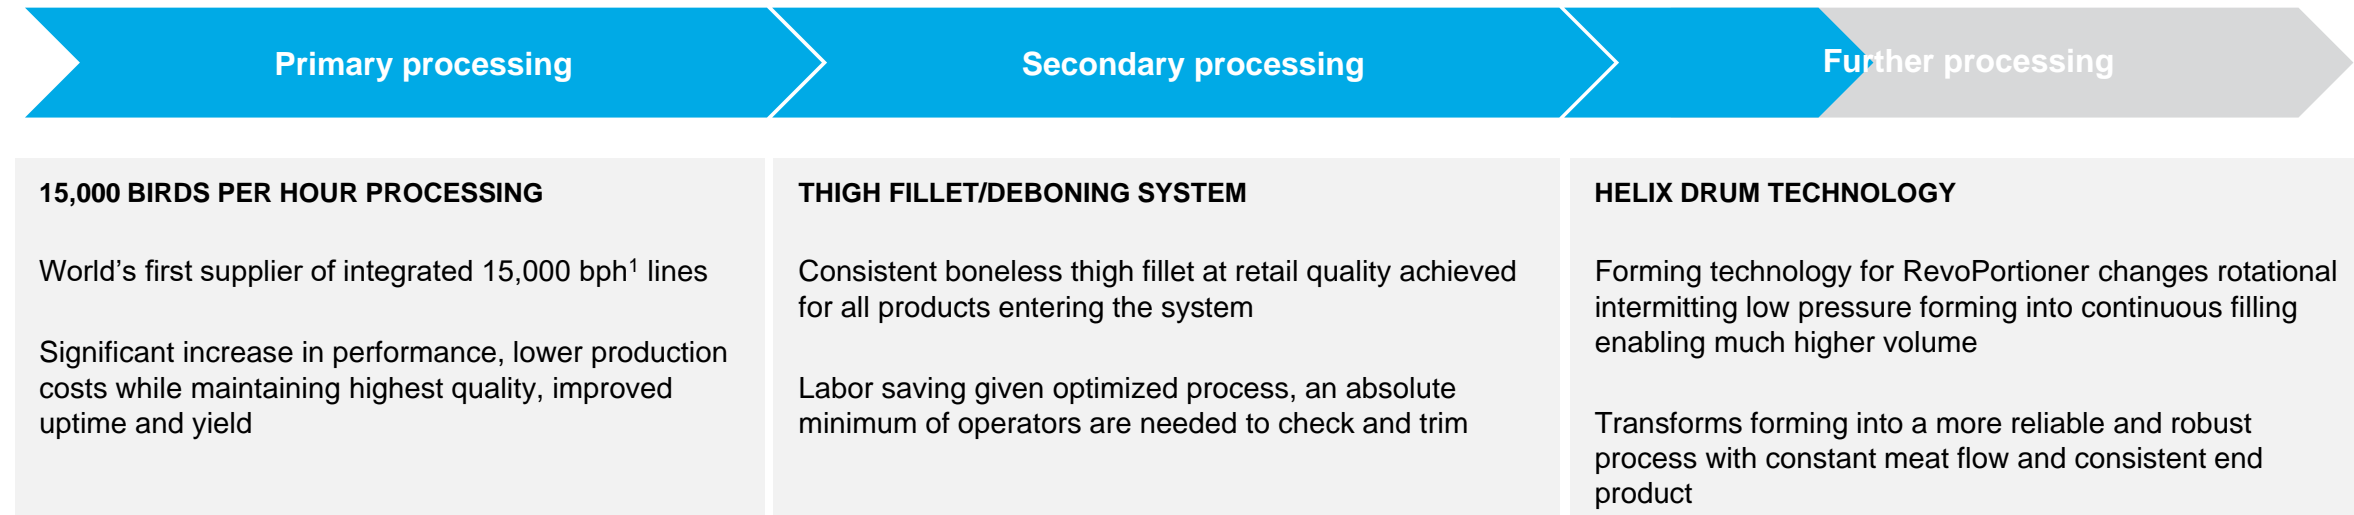 Primary processing
Secondary processing
Further processing
15,000 BIRDS PER HOUR PROCESSING
World’s first supplier of integrated 15,000 bph¹ lines
Significant increase in performance, lower production
costs while maintaining highest quality, improved
uptime and yield
THIGH FILLET/DEBONING SYSTEM
Consistent boneless thigh fillet at retail quality achieved
for all products entering the system
Labor saving given optimized process, an absolute
minimum of operators are needed to check and trim
HELIX DRUM TECHNOLOGY
Forming technology for RevoPortioner changes rotational
intermitting low pressure forming into continuous filling
enabling much higher volume
Transforms forming into a more reliable and robust
process with constant meat flow and consistent end
product